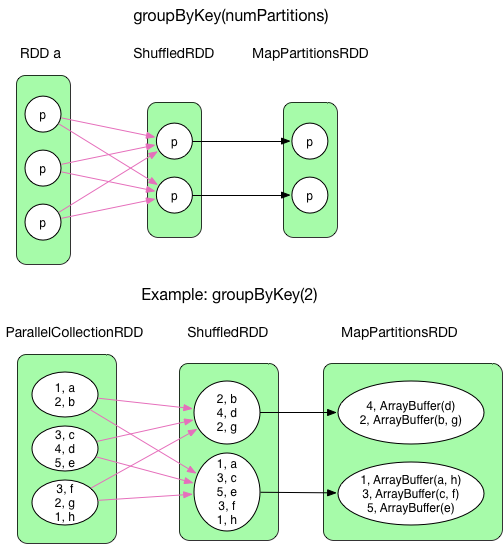 groupByKey(numPartitions)
RDD a
ShuffledRDD
MapPartitionsRDD
p
p
p
p
p
p
p
Example: groupByKey(2)
ParallelCollectionRDD
ShuffledRDD
MapPartitionsRDD
1, a
2, b
3, c
4, d
5, e
3, f
2, g
1, h
2, b
4, d
2, g
1, a
3, c
5, e
3, f
1, h
4, ArrayBuffer(d)
2, ArrayBuffer(b, g)
1, ArrayBuffer(a, h)
3, ArrayBuffer(c, f)
5, ArrayBuffer(e)